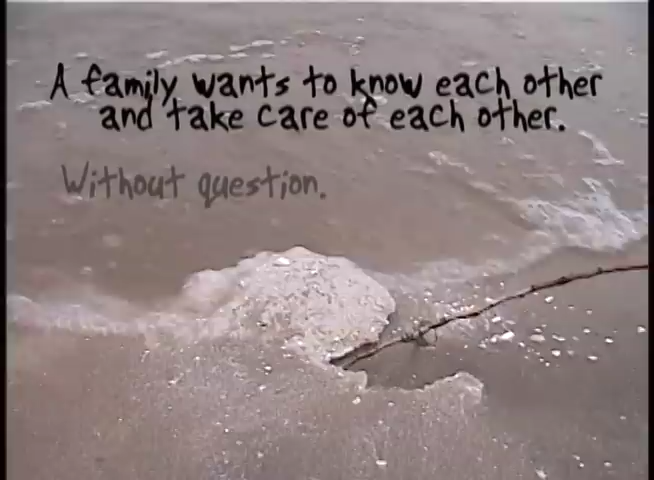 A family wants to know each other
and take care of each other.
Without question.